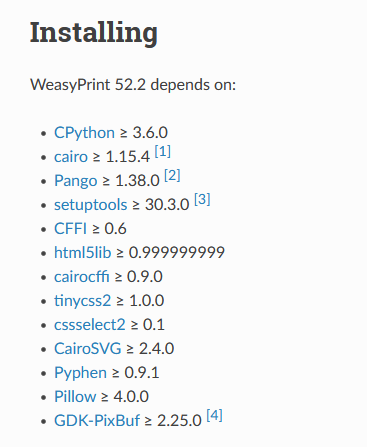 Installing
WeasyPrint 52.2 depends on:
• CPython ≥ 3.6.0
• cairo ≥ 1.15.4 [1]
• Pango ≥ 1.38.0 [2]
• setuptools ≥ 30.3.0 [3]
• CFFI ≥ 0.6
• html5lib ≥ 0.999999999
• cairocffi ≥ 0.9.0
• tinycss2 ≥ 1.0.0
• cssselect2 ≥ 0.1
• CairoSVG ≥ 2.4.0
• Pyphen ≥ 0.9.1
• Pillow ≥ 4.0.0
• GDK-PixBuf ≥ 2.25.0 [4]